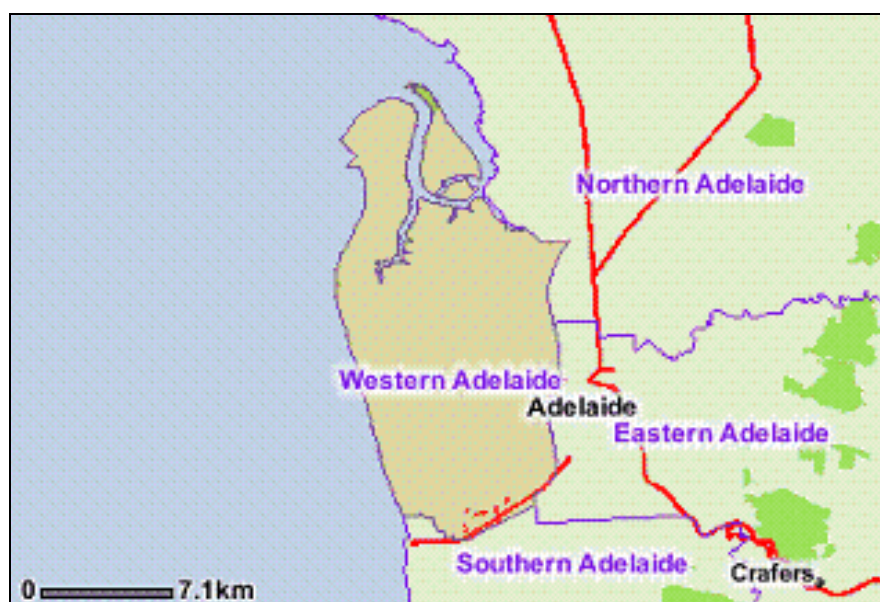 Northern Adelaide
Western Adelaide
Adelaide
Eastern Adelaide
Southern Adelaide
Crafers
0 7.1km